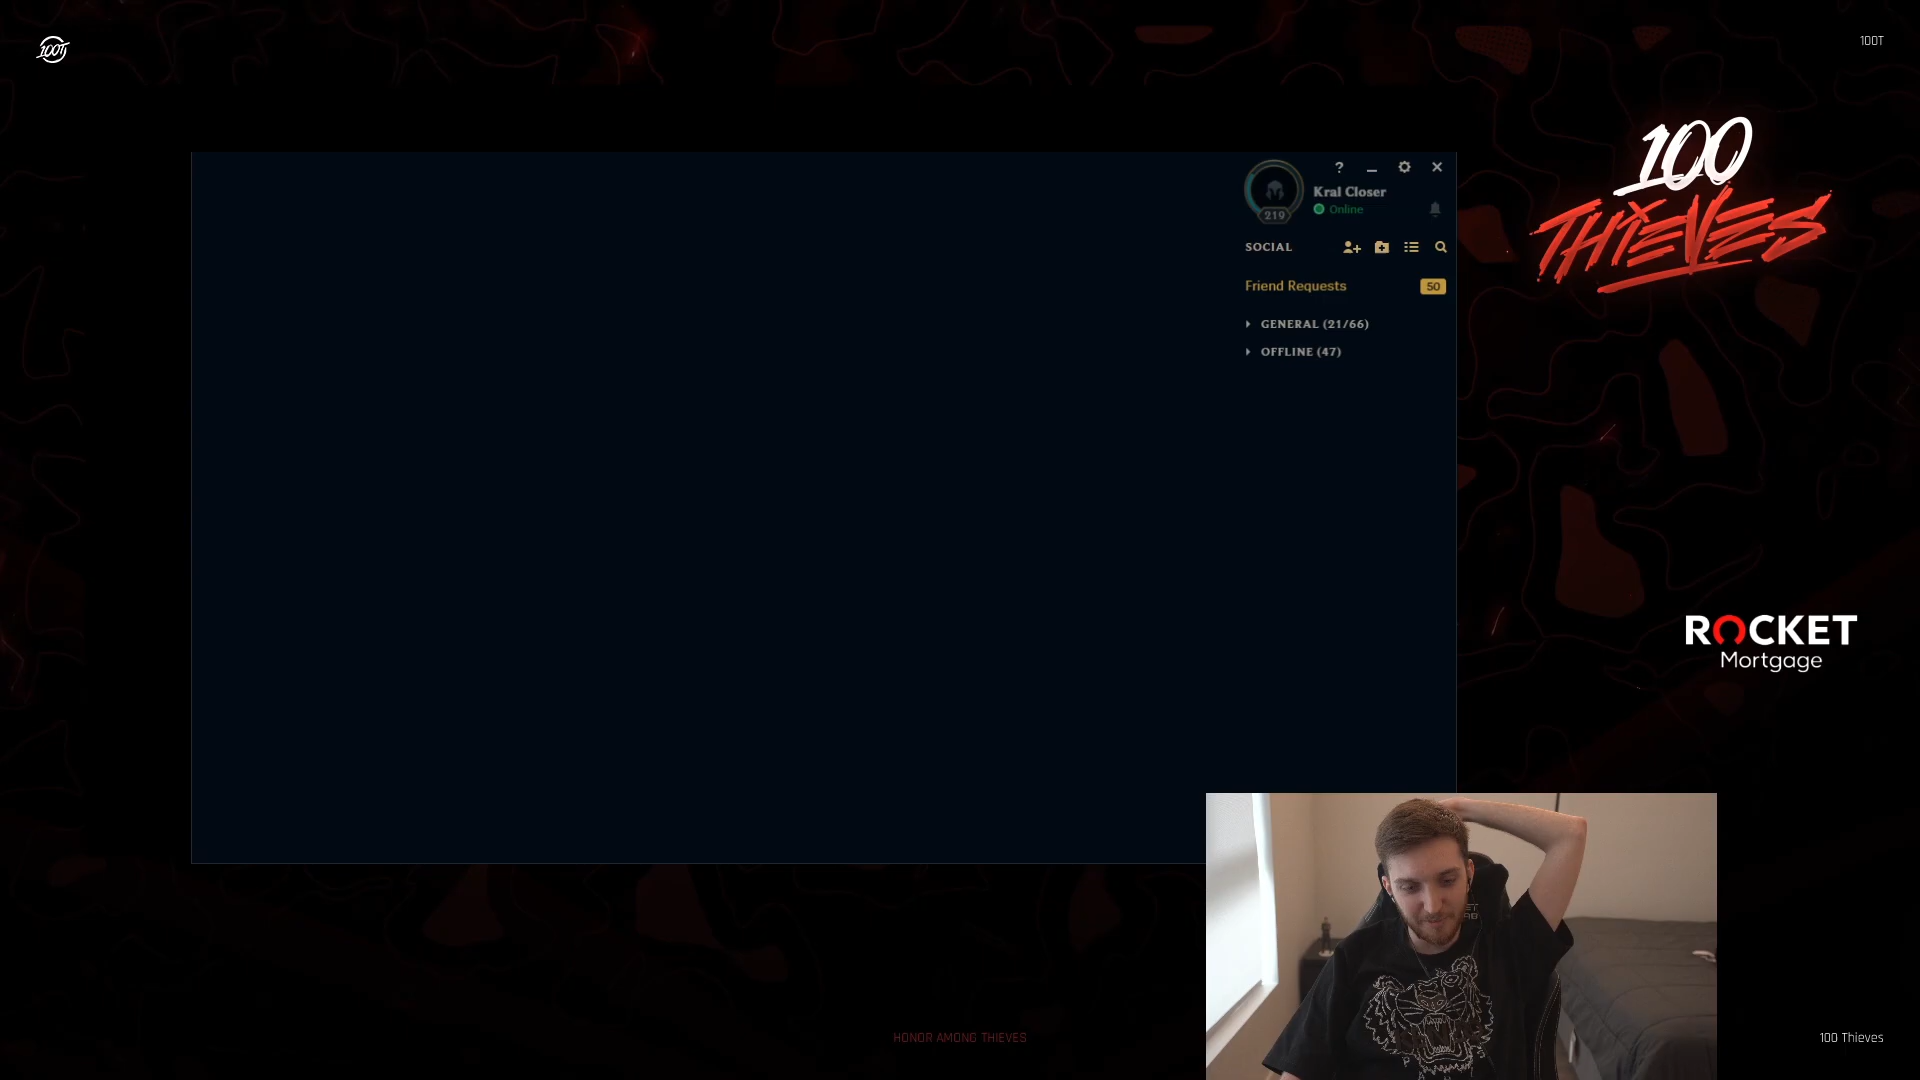 100T
100T
100
THIEVES
?
Kral Closer
219
Online
SOCIAL
Friend Requests
50
GENERAL (21/66)
OFFLINE (47)
ROCKET
Mortgage
HONOR AMONG THIEVES
100 Thieves